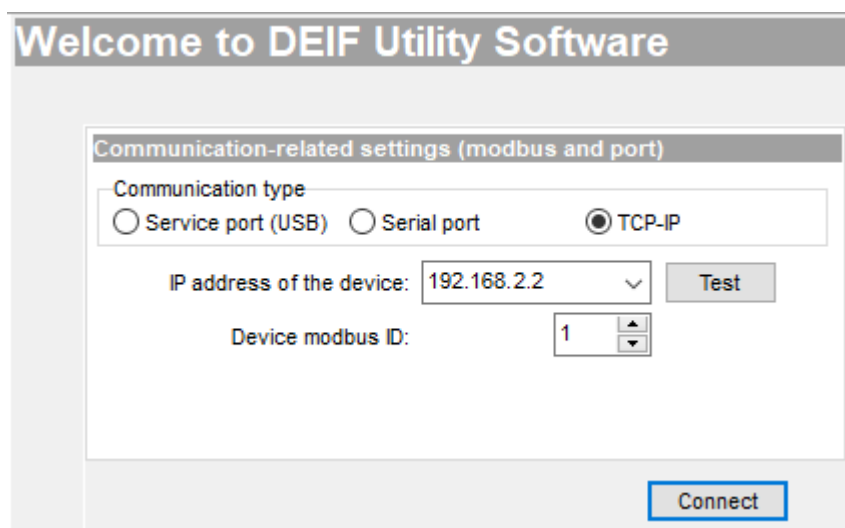 Welcome to DEIF Utility Software
Communication-related settings (modbus and port)
Communication type
Service port (USB) Serial port TCP-IP
IP address of the device: 192.168.2.2 Test
Device modbus ID: 1
Connect